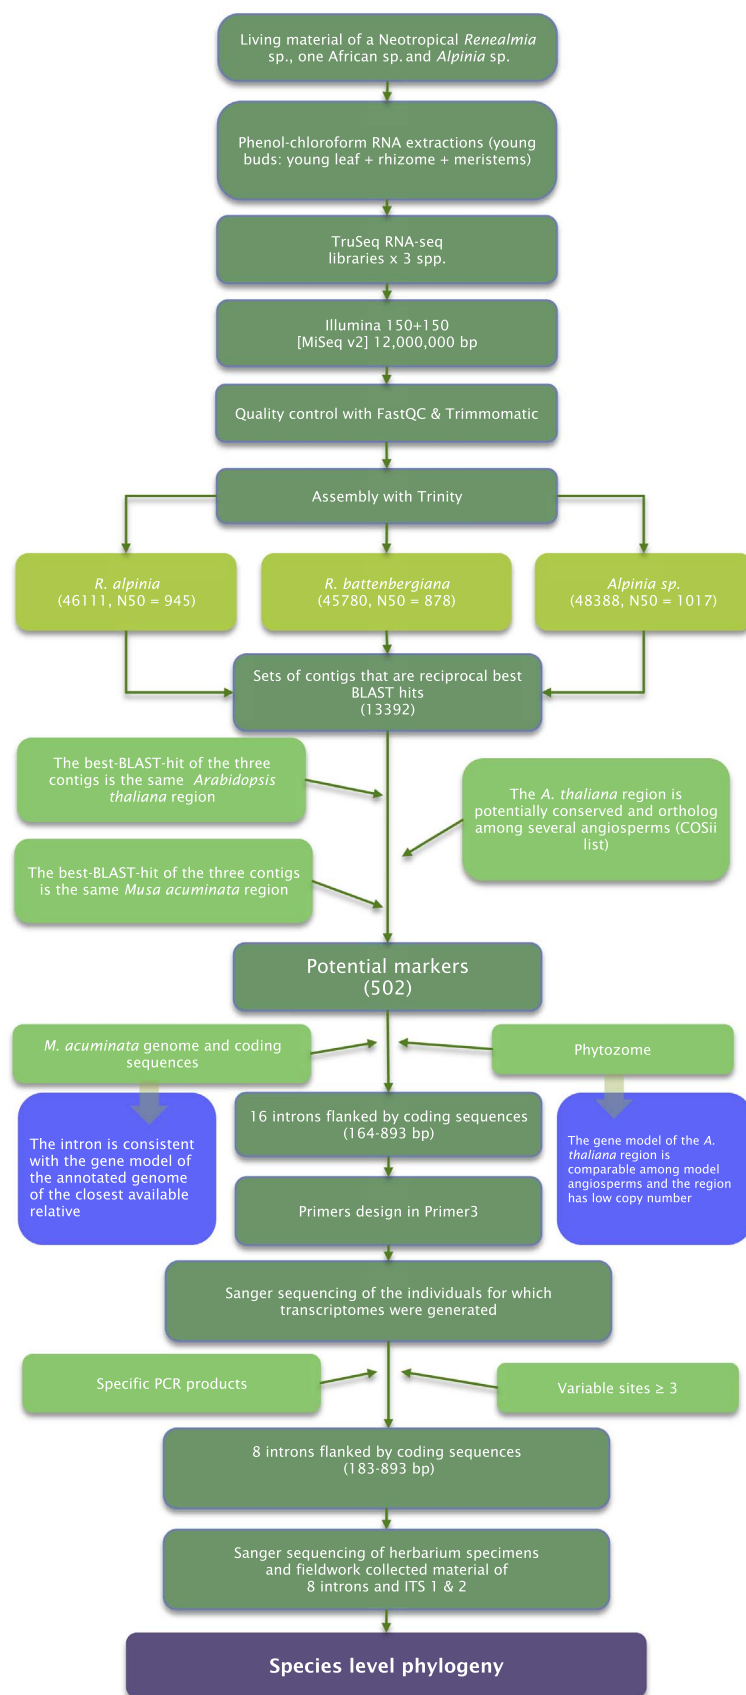 Living material of a Neotropical Renealmia
sp., one African sp. and Alpinia sp.
Phenol-chloroform RNA extractions (young
buds: young leaf + rhizome + meristems)
TruSeq RNA-seq
libraries x 3 spp.
Illumina 150+150
[MiSeq v2] 12,000,000 bp
Quality control with FastQC & Trimmomatic
Assembly with Trinity
R. alpinia
(46111, N50 = 945)
R. battenbergiana
(45780, N50 = 878)
Alpinia sp.
(48388, N50 = 1017)
Sets of contigs that are reciprocal best
BLAST hits
(13392)
The best-BLAST-hit of the three
contigs is the same Arabidopsis
thaliana region
The A. thaliana region is
potentially conserved and ortholog
among several angiosperms (COSii
list)
The best-BLAST-hit of the three contigs
is the same Musa acuminata region
Potential markers
(502)
M. acuminata genome and coding
sequences
Phytozome
16 introns flanked by coding sequences
(164-893 bp)
The intron is consistent
with the gene model of
the annotated genome
of the closest available
relative
The gene model of the A.
thaliana region is
comparable among model
angiosperms and the region
has low copy number
Primers design in Primer3
Sanger sequencing of the individuals for which
transcriptomes were generated
Specific PCR products
Variable sites ≥ 3
8 introns flanked by coding sequences
(183-893 bp)
Sanger sequencing of herbarium specimens
and fieldwork collected material of
8 introns and ITS 1 & 2
Species level phylogeny